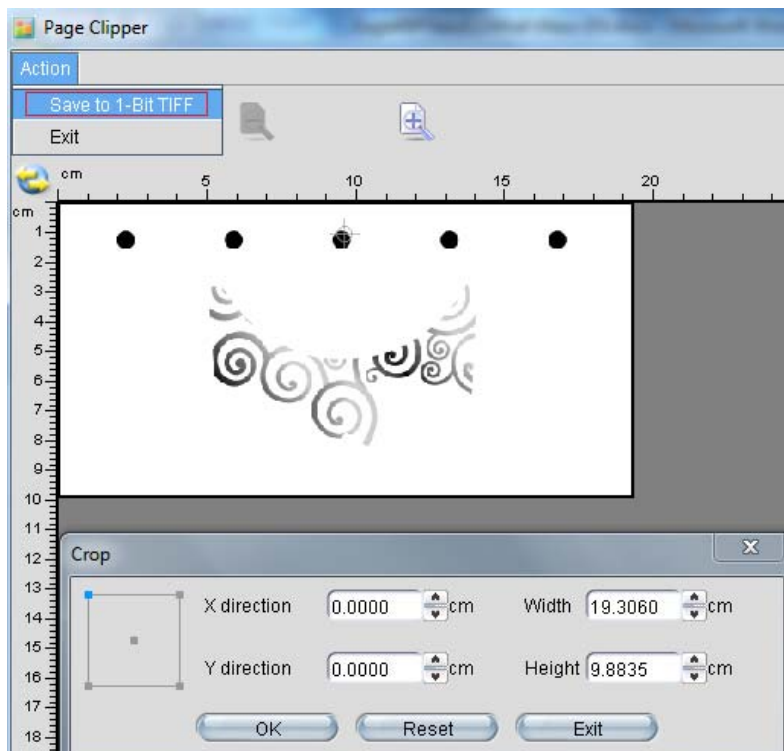 Page Clipper
Action
Save to 1-Bit TIFF
Exit
cm
5 10 15 20
cm
1
2
3
4
5
6
7
8
9
10
11
12
13
14
15
16
17
18
Crop
X direction 0.0000 cm Width 19.3060 cm
Y direction 0.0000 cm Height 9.8835 cm
OK Reset Exit